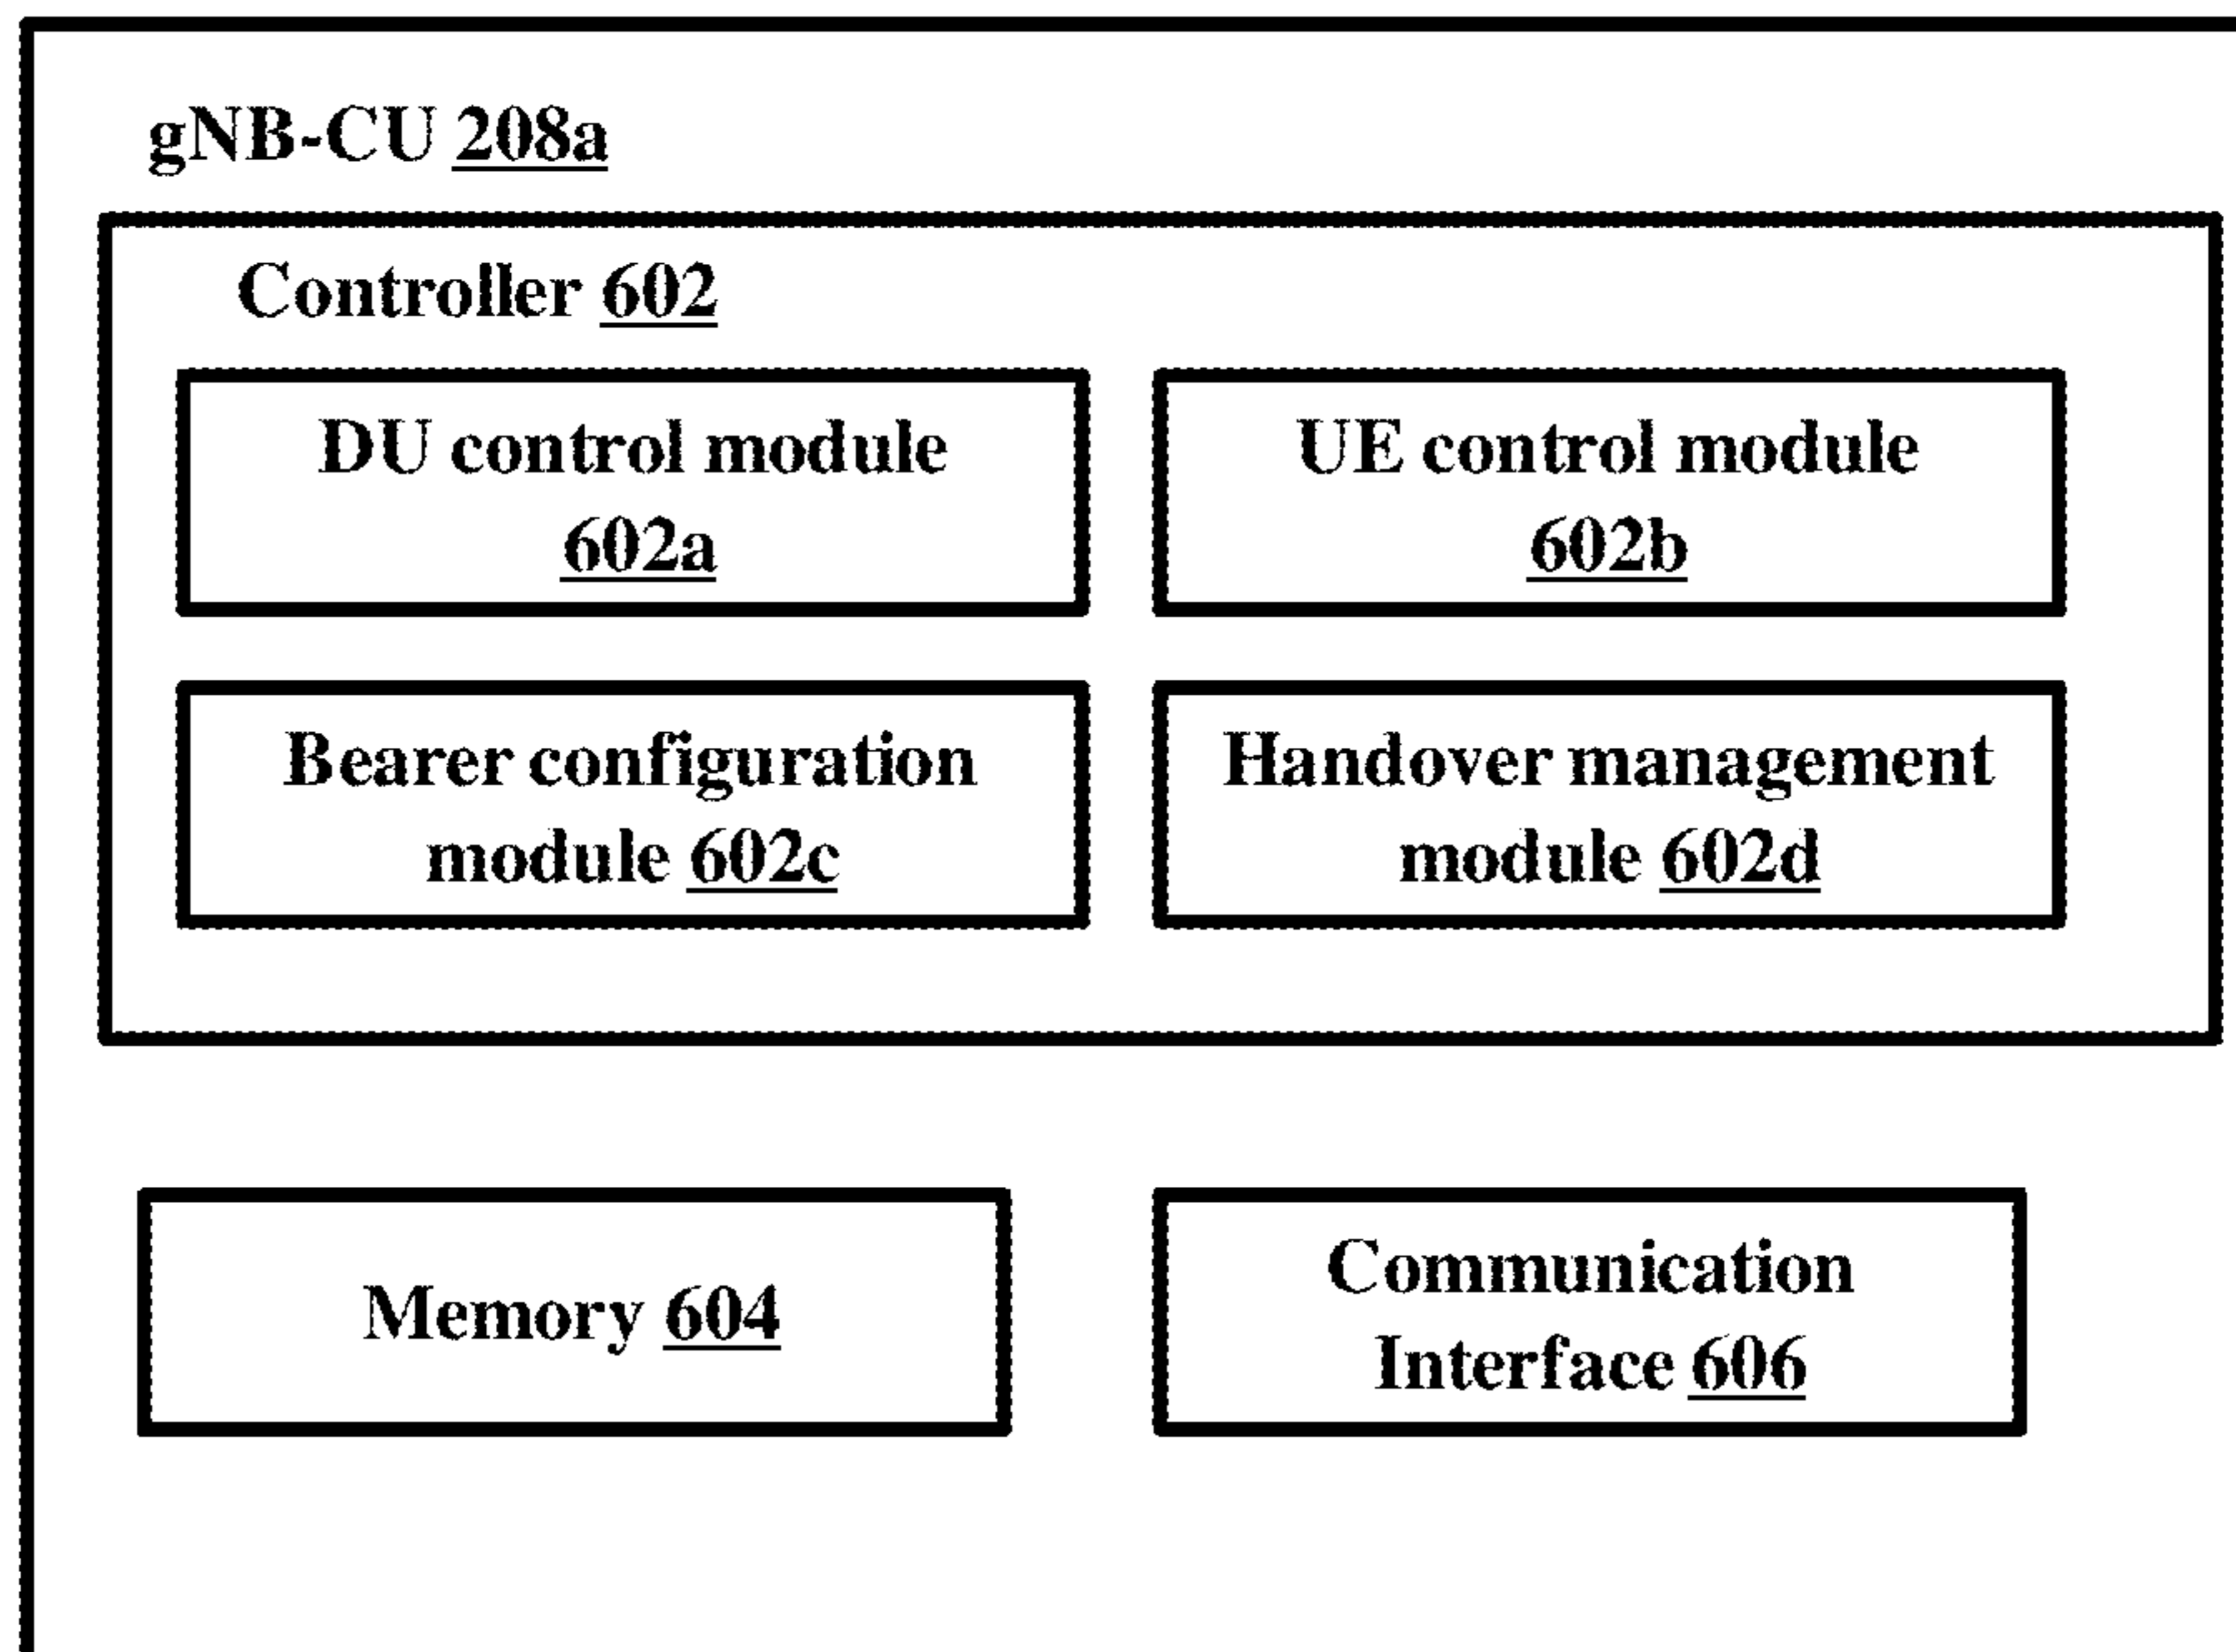 gNB-CU 208a
Controller 602
DU control module
602a
UE control module
602b
Bearer configuration
module 602c
Handover management
module 602d
Memory 604
Communication
Interface 606